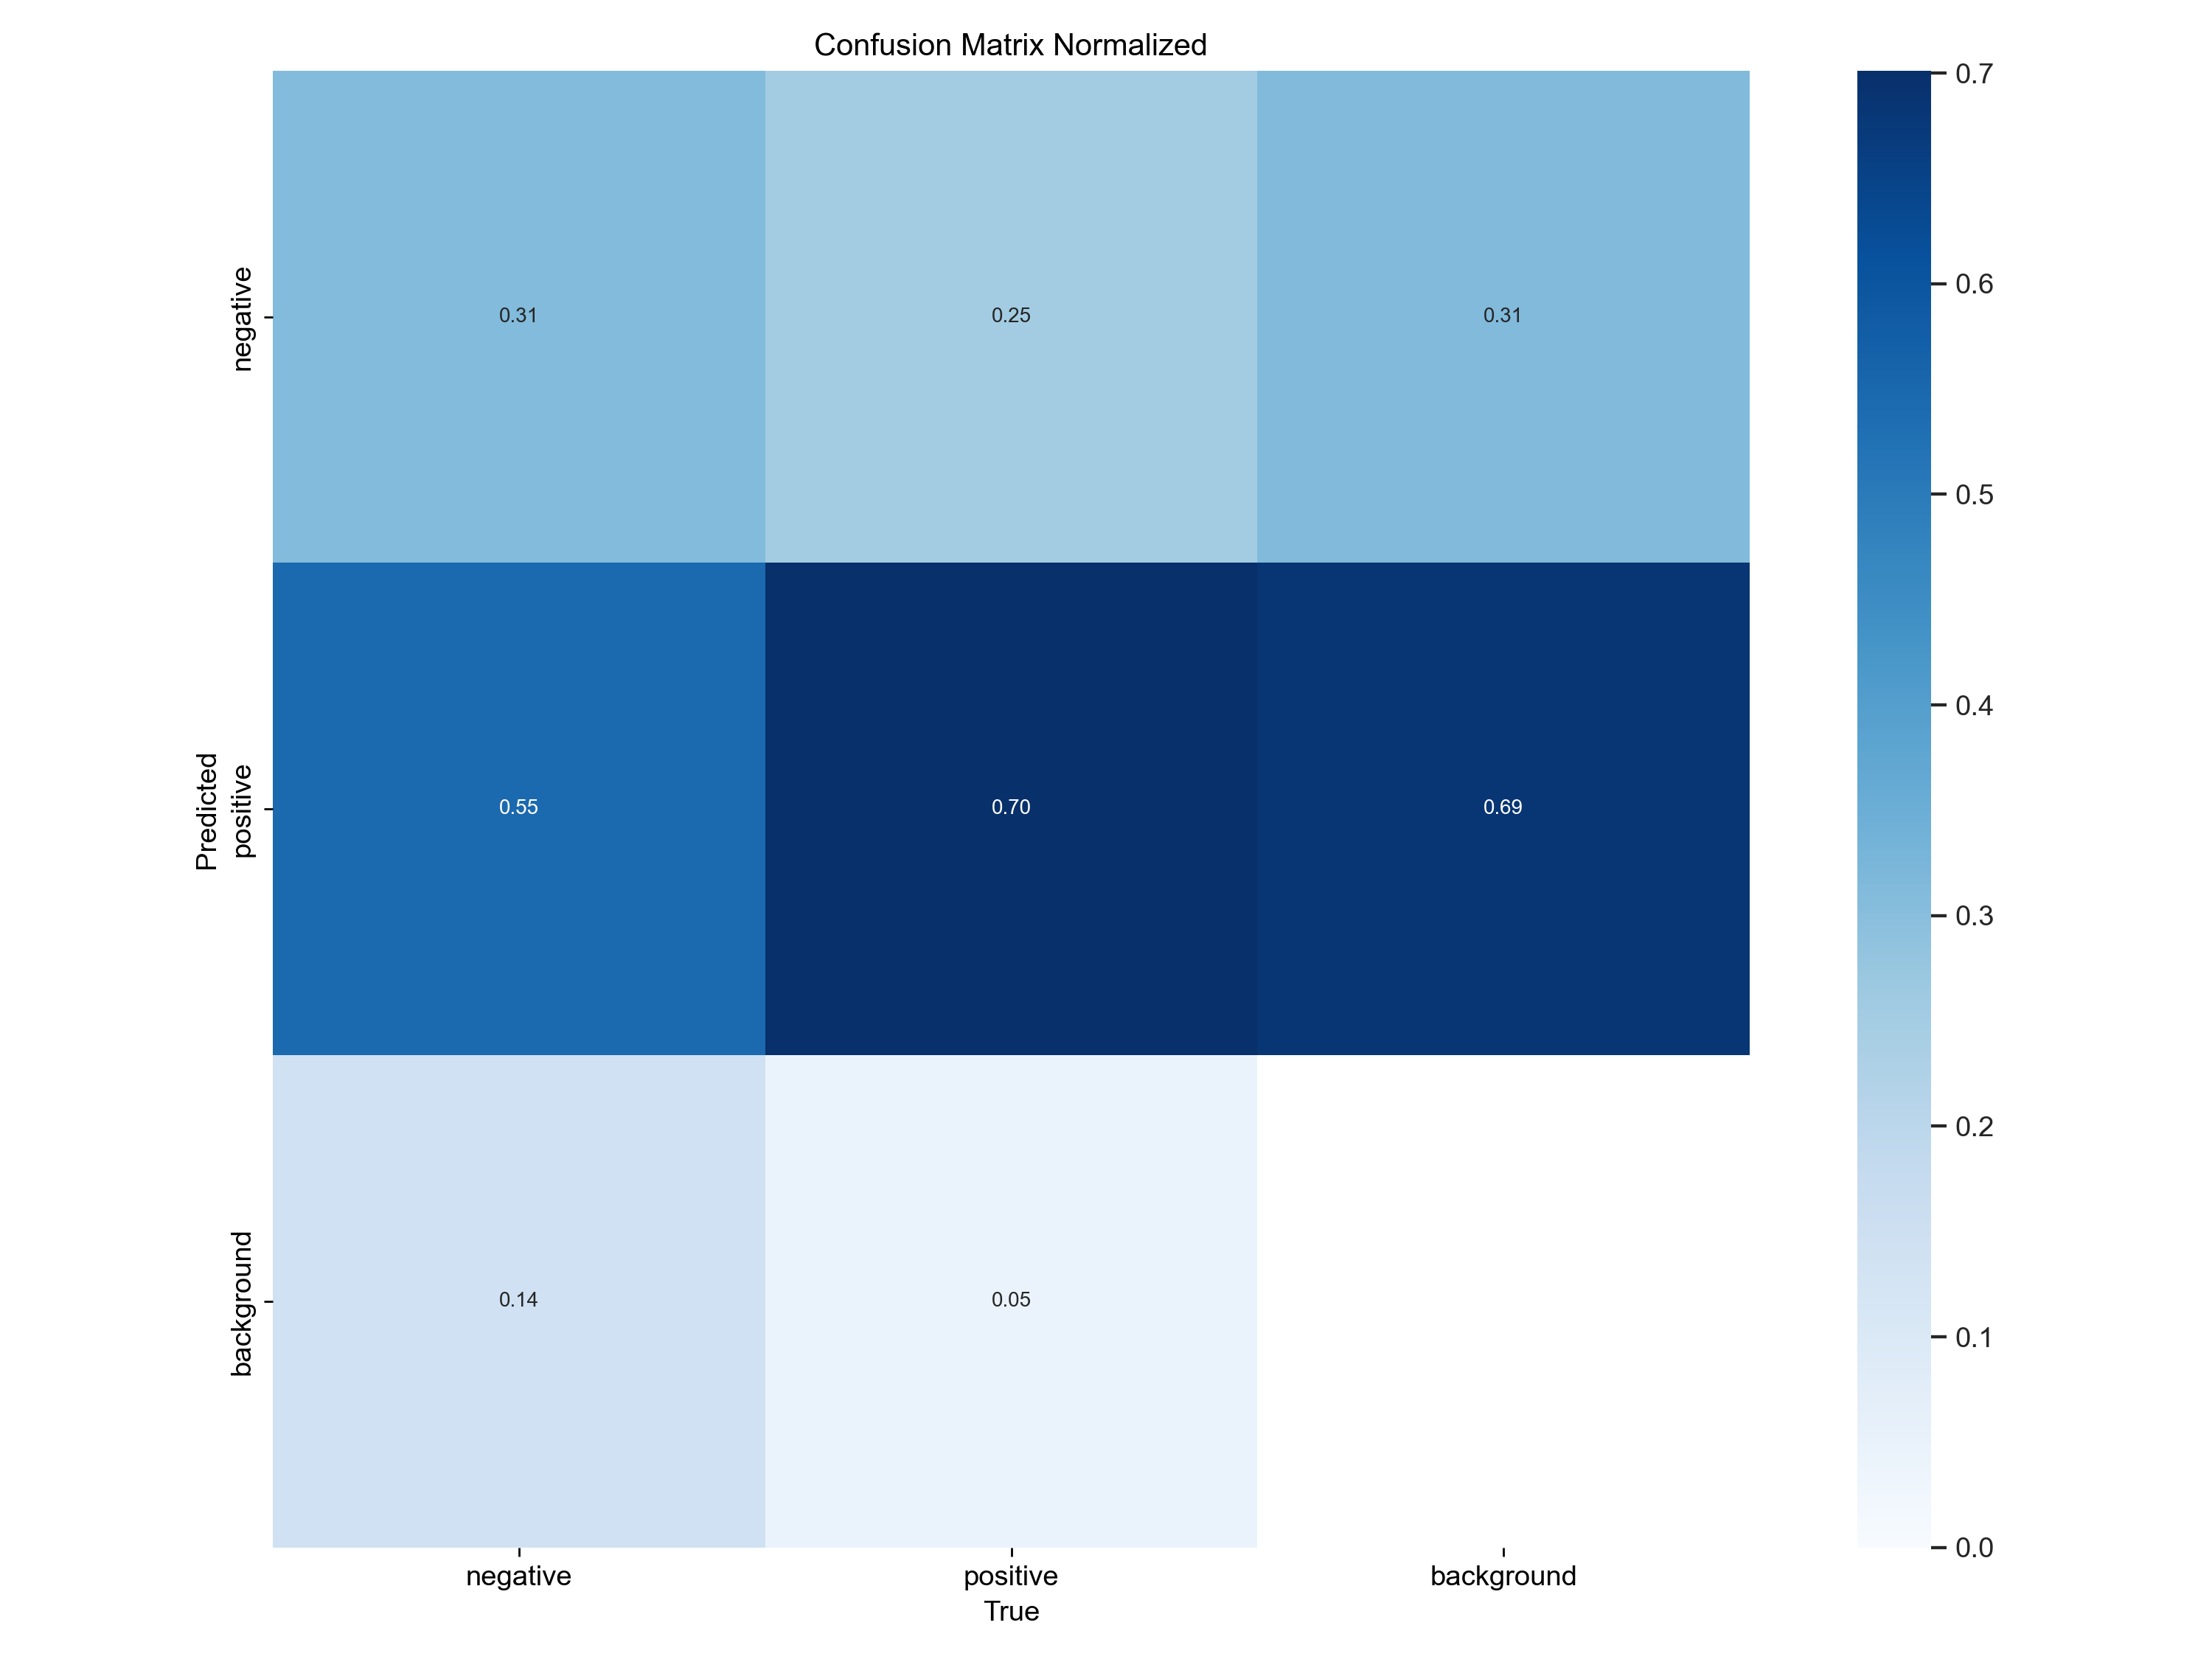 Confusion Matrix Normalized
0.7
0.6
0.5
0.4
0.3
0.2
0.1
0.0
Predicted
negative
0.31
0.25
0.31
positive
0.55
0.70
0.69
background
0.14
0.05
negative
positive
background
True